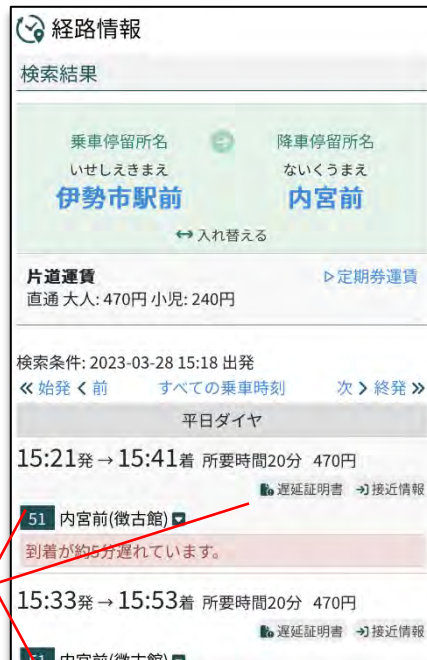 経路情報
検索結果
乗車停留所名 降車停留所名
いせしえきまえ ないくうまえ
伊勢市駅前 内宮前
↔ 入れ替える
片道運賃 ▷定期券運賃
直通 大人: 470円 小児: 240円
検索条件: 2023-03-28 15:18 出発
≪ 始発 < 前 すべての乗車時刻 次 > 終発 ≫
平日ダイヤ
15:21発 → 15:41着 所要時間20分 470円
遅延証明書 接近情報
51 内宮前(徴古館)
到着が約5分遅れています。
15:33発 → 15:53着 所要時間20分 470円
遅延証明書 接近情報
51 内宮前(徴古館)